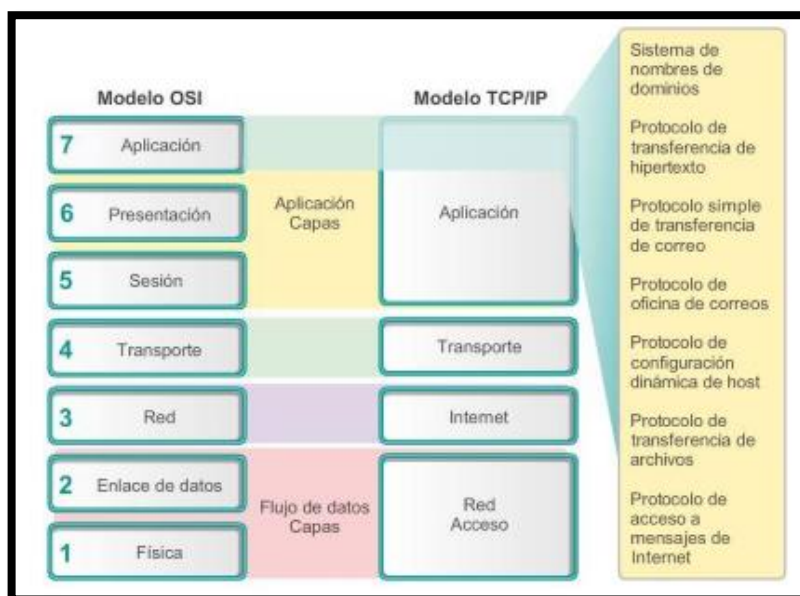 Modelo OSI
7 Aplicación
6 Presentación
5 Sesión
4 Transporte
3 Red
2 Enlace de datos
1 Física
Aplicación
Capas
Flujo de datos
Capas
Modelo TCP/IP
Aplicación
Transporte
Internet
Red
Acceso
Sistema de
nombres de
dominios
Protocolo de
transferencia de
hipertexto
Protocolo simple
de transferencia
de correo
Protocolo de
oficina de correos
Protocolo de
configuración
dinámica de host
Protocolo de
transferencia de
archivos
Protocolo de
acceso a
mensajes de
Internet